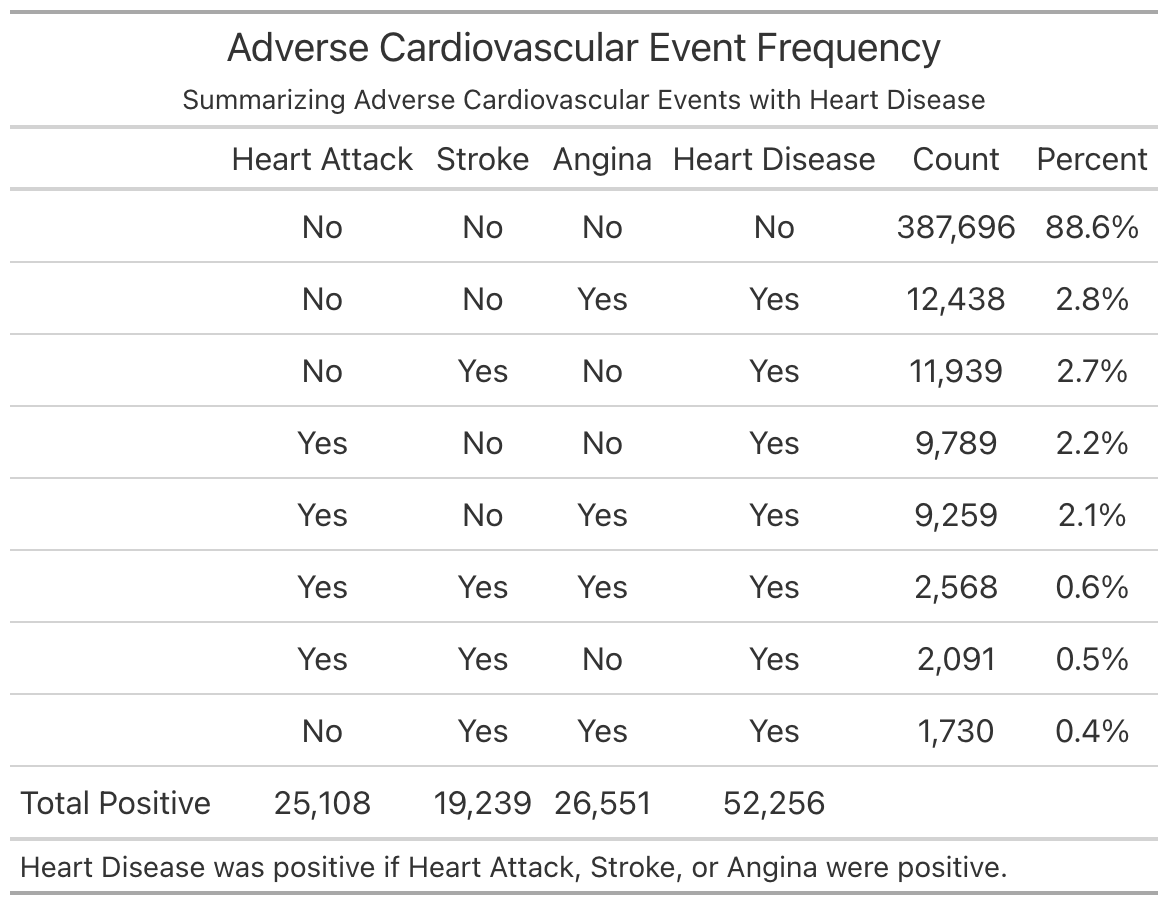 Adverse Cardiovascular Event Frequency
Summarizing Adverse Cardiovascular Events with Heart Disease
Heart Attack Stroke Angina Heart Disease Count Percent
No No No No 387,696 88.6%
No No Yes Yes 12,438 2.8%
No Yes No Yes 11,939 2.7%
Yes No No Yes 9,789 2.2%
Yes No Yes Yes 9,259 2.1%
Yes Yes Yes Yes 2,568 0.6%
Yes Yes No Yes 2,091 0.5%
No Yes Yes Yes 1,730 0.4%
Total Positive 25,108 19,239 26,551 52,256
Heart Disease was positive if Heart Attack, Stroke, or Angina were positive.